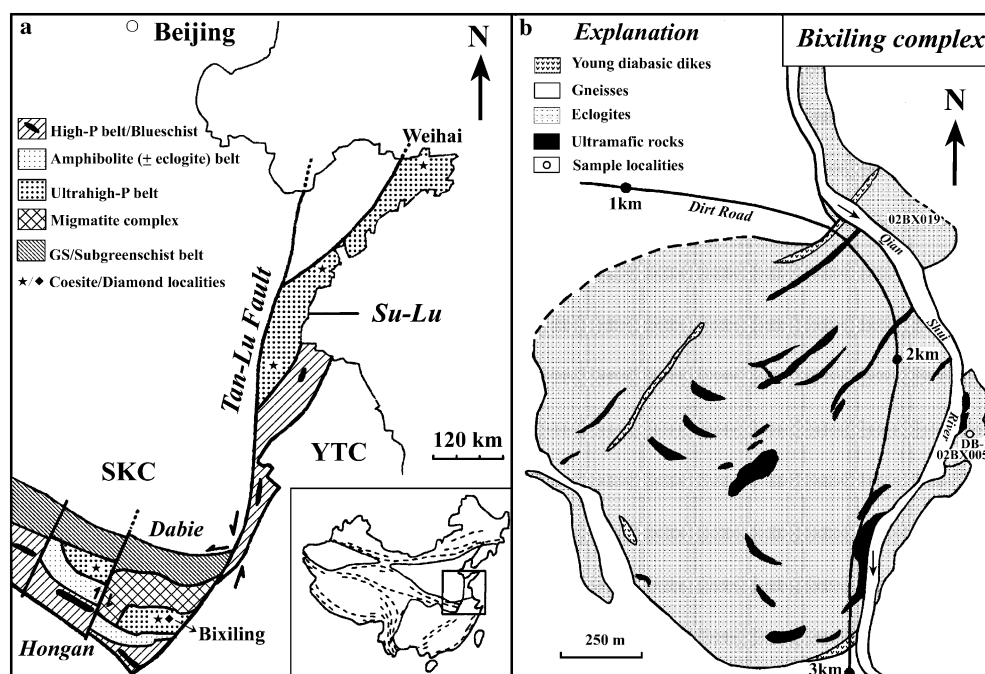 a
Beijing
N
Weihai
High-P belt/Blueschist
Amphibolite (± eclogite) belt
Ultrahigh-P belt
Migmatite complex
GS/Subgreenschist belt
Coesite/Diamond localities
Su-Lu
Tan-Lu Fault
YTC
120 km
SKC
Dabie
Bixiling
Hongan
b
Explanation
Bixiling complex
Young diabasic dikes
Gneisses
Eclogites
Ultramafic rocks
Sample localities
N
1km
Dirt Road
02BX019
Qian
Shui
2km
River
DB-
02BX005
250 m
3km